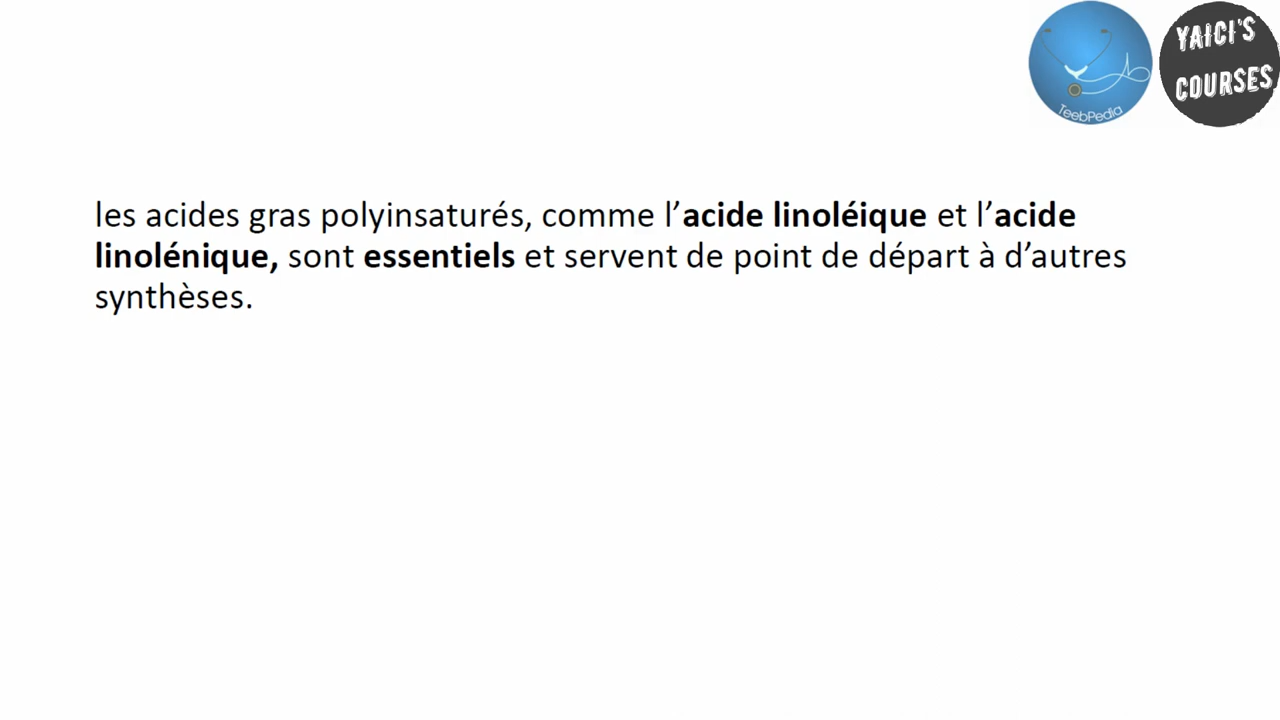 YAICI'S
COURSES
TeebPedia
les acides gras polyinsaturés, comme l’acide linoléique et l’acide
linolénique, sont essentiels et servent de point de départ à d’autres
synthèses.